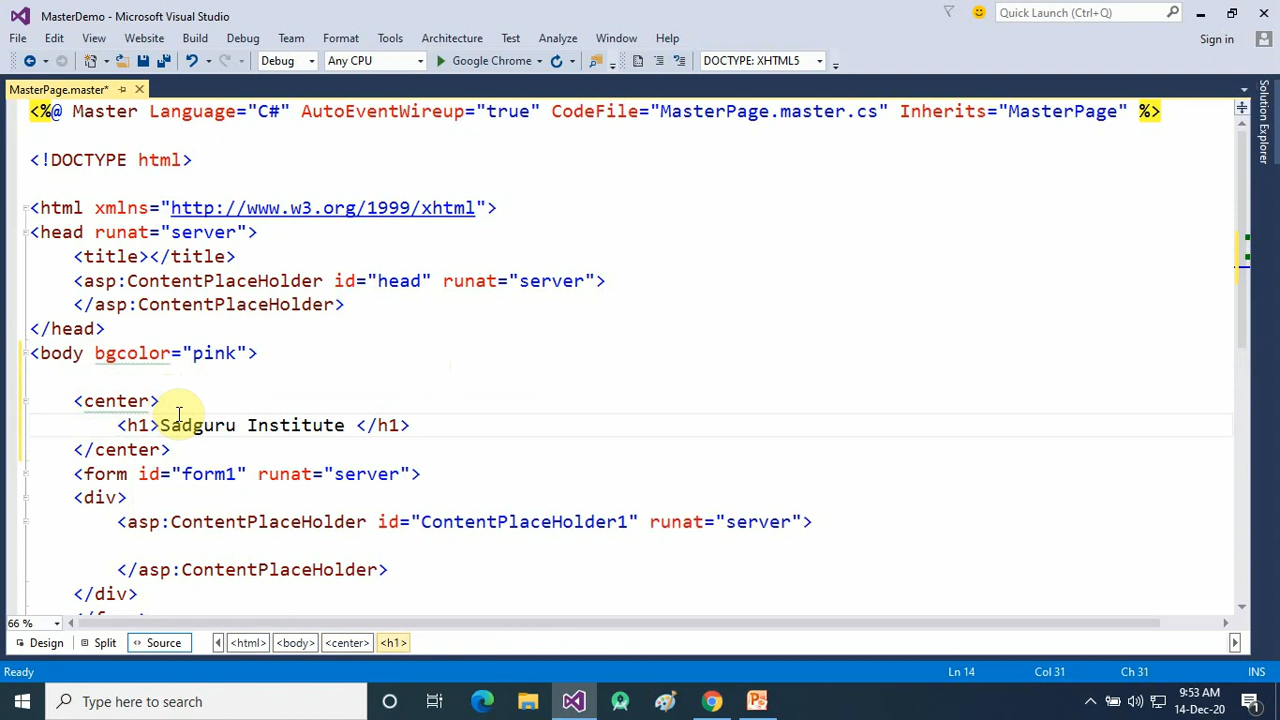 MasterDemo - Microsoft Visual Studio
Quick Launch (Ctrl+Q)
File Edit View Website Build Debug Team Format Tools Architecture Test Analyze Window Help
Sign in
Debug Any CPU Google Chrome DOCTYPE: XHTML5
MasterPage.master*
Solution Explorer
<%@ Master Language="C#" AutoEventWireup="true" CodeFile="MasterPage.master.cs" Inherits="MasterPage" %>
<!DOCTYPE html>
<html xmlns="http://www.w3.org/1999/xhtml">
<head runat="server">
<title></title>
<asp:ContentPlaceHolder id="head" runat="server">
</asp:ContentPlaceHolder>
</head>
<body bgcolor="pink">
<center>
<h1>Sadguru Institute </h1>
</center>
<form id="form1" runat="server">
<div>
<asp:ContentPlaceHolder id="ContentPlaceHolder1" runat="server">
</asp:ContentPlaceHolder>
</div>
66 %
Design Split Source <html> <body> <center> <h1>
Ready Ln 14 Col 31 Ch 31 INS
Type here to search
9:53 AM
14-Dec-20
1